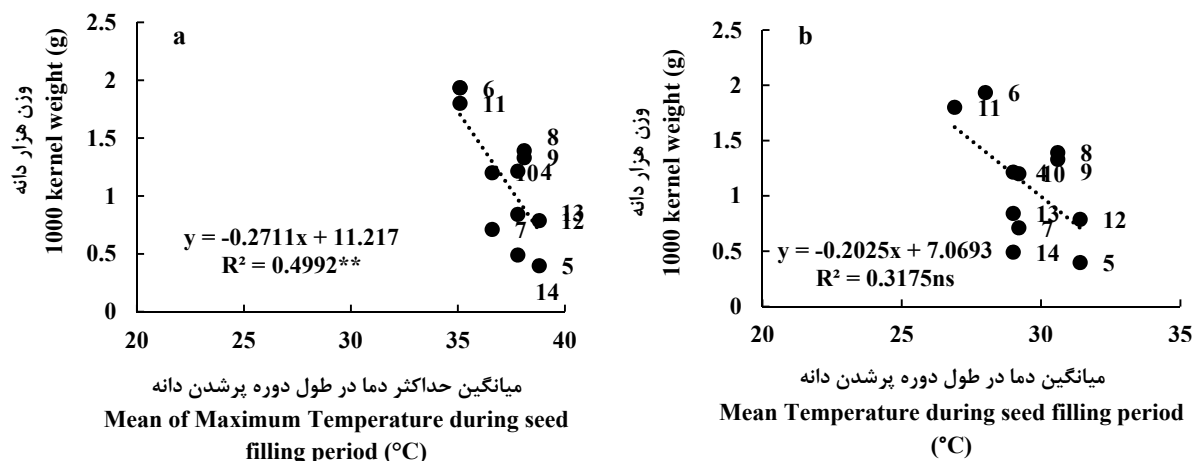 a
وزن هزار دانه
1000 kernel weight (g)
2.5
2
1.5
1
0.5
0
6
11
8
9
10
4
13
12
7
5
14
y = -0.2711x + 11.217
R² = 0.4992**
20
25
30
35
40
میانگین حداکثر دما در طول دوره پرشدن دانه
Mean of Maximum Temperature during seed
filling period (°C)
b
وزن هزار دانه
1000 kernel weight (g)
2.5
2
1.5
1
0.5
0
6
11
8
9
4
10
13
12
7
14
5
y = -0.2025x + 7.0693
R² = 0.3175ns
20
25
30
35
میانگین دما در طول دوره پرشدن دانه
Mean Temperature during seed filling period
(°C)